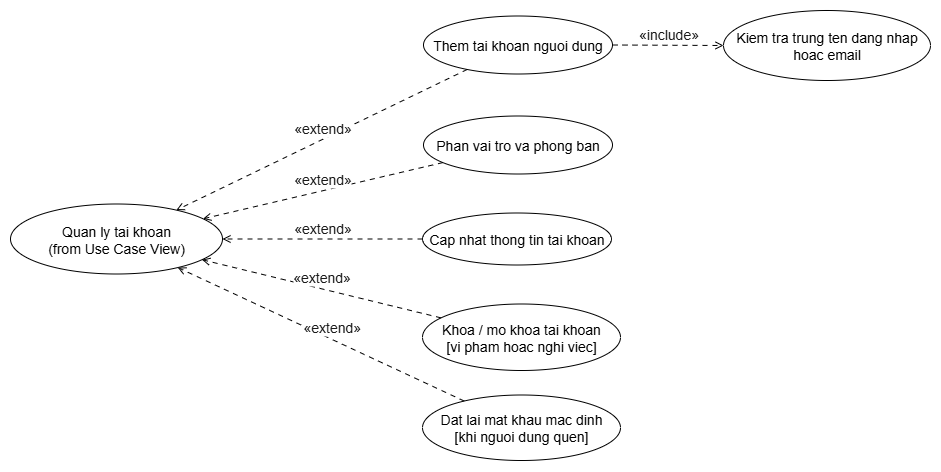 Them tai khoan nguoi dung
«include»
Kiem tra trung ten dang nhap
hoac email
«extend»
Phan vai tro va phong ban
«extend»
Quan ly tai khoan
(from Use Case View)
«extend»
Cap nhat thong tin tai khoan
«extend»
Khoa / mo khoa tai khoan
[vi pham hoac nghi viec]
«extend»
Dat lai mat khau mac dinh
[khi nguoi dung quen]